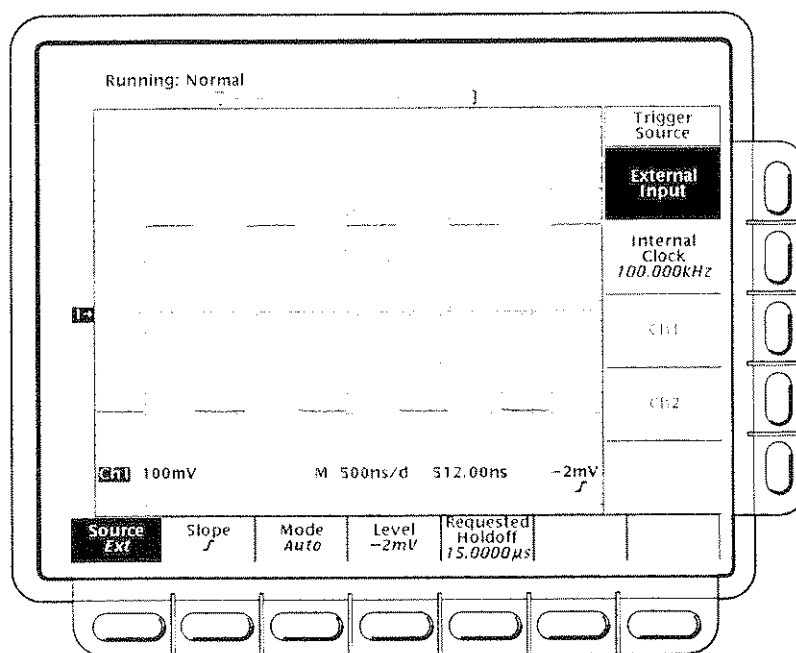 Running: Normal
Trigger
Source
External
Input
Internal
Clock
100.000kHz
Ch1
Ch2
Ch1 100mV M 500ns/d 512.00ns -2mV
Source
Ext
Slope
Mode
Auto
Level
-2mV
Requested
Holdoff
15.0000µs